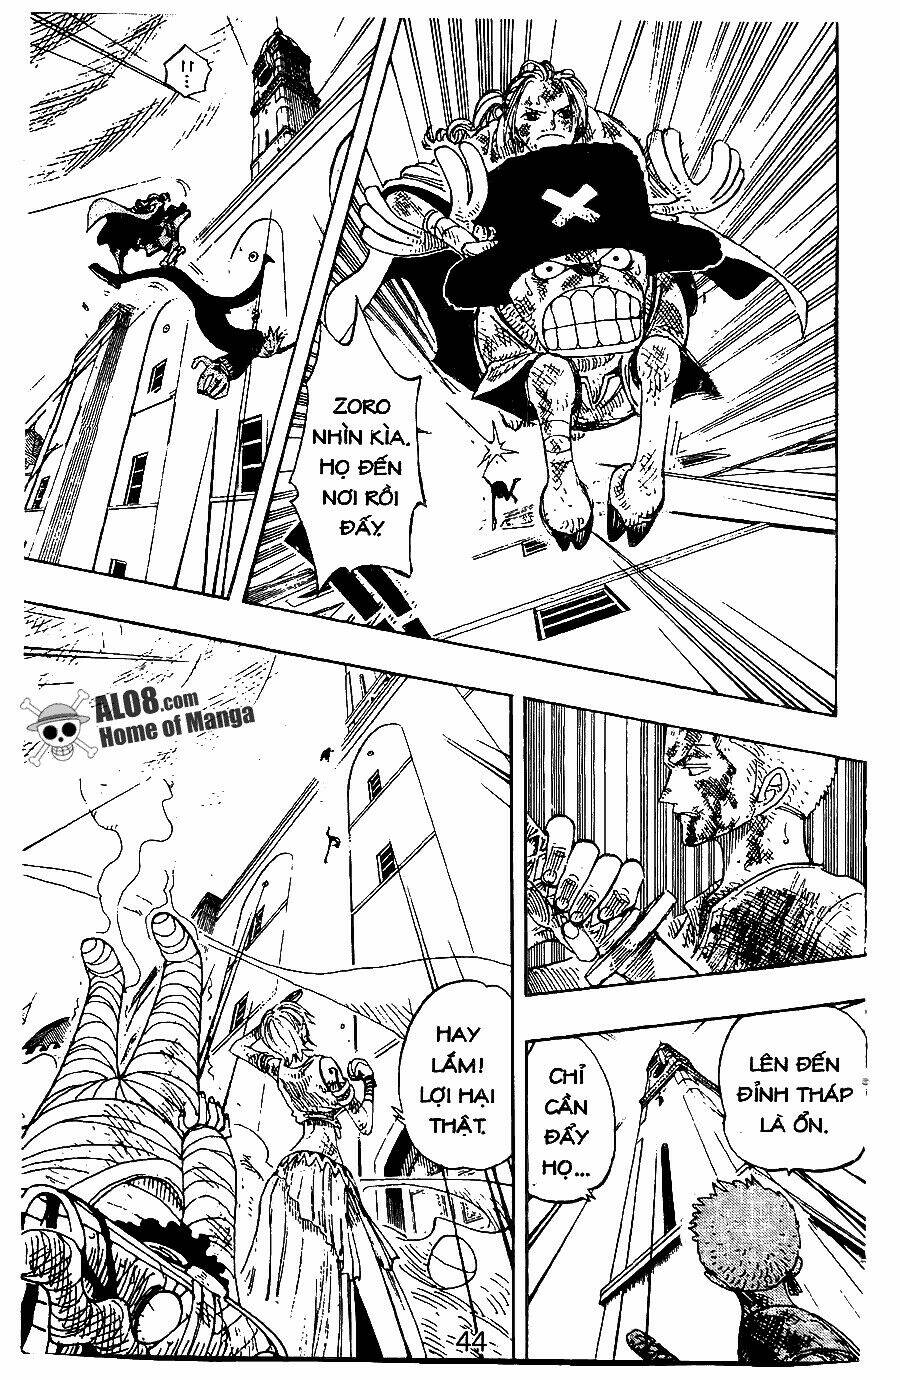 !!...
ZORO
NHÌN KÌA.
HỌ ĐẾN
NƠI RỒI
ĐẤY.
AL08.com
Home of Manga
LÊN ĐẾN
ĐỈNH THÁP
LÀ ỔN.
CHỈ
CẦN
ĐẨY
HỌ...
HAY
LẮM!
LỢI HẠI
THẬT.
44